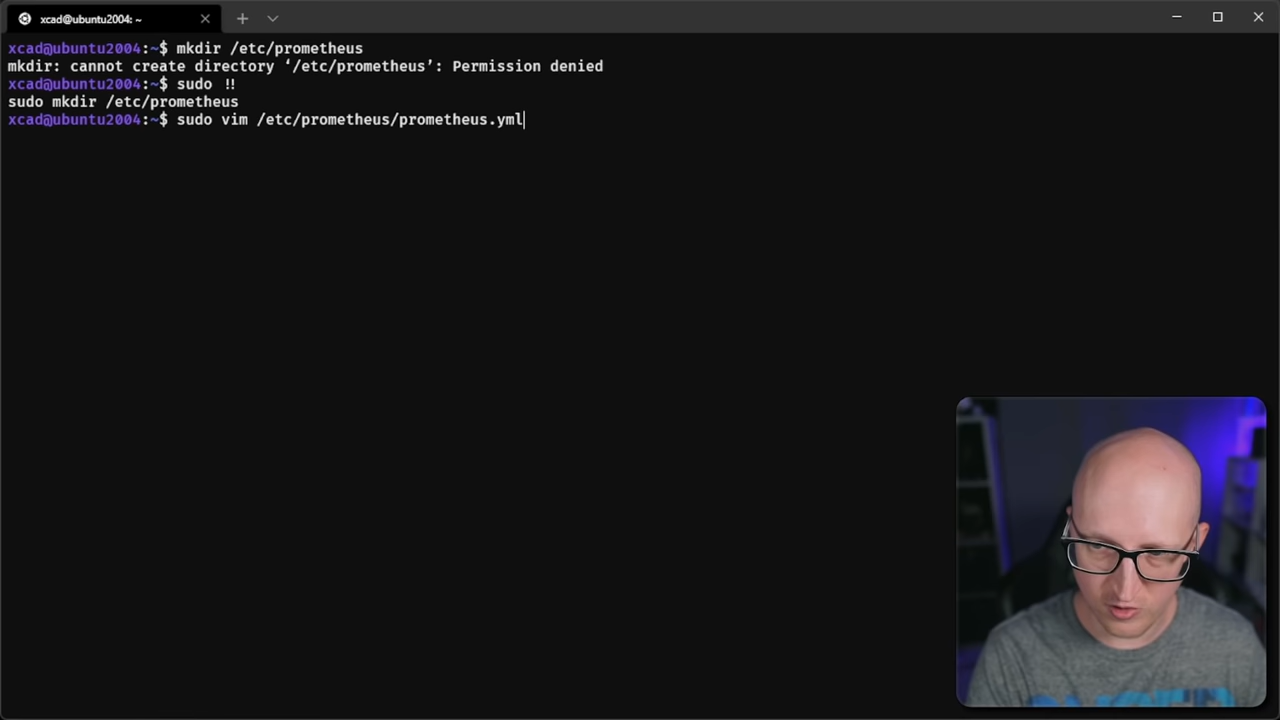 xcad@ubuntu2004: ~
xcad@ubuntu2004:~$ mkdir /etc/prometheus
mkdir: cannot create directory ‘/etc/prometheus’: Permission denied
xcad@ubuntu2004:~$ sudo !!
sudo mkdir /etc/prometheus
xcad@ubuntu2004:~$ sudo vim /etc/prometheus/prometheus.yml